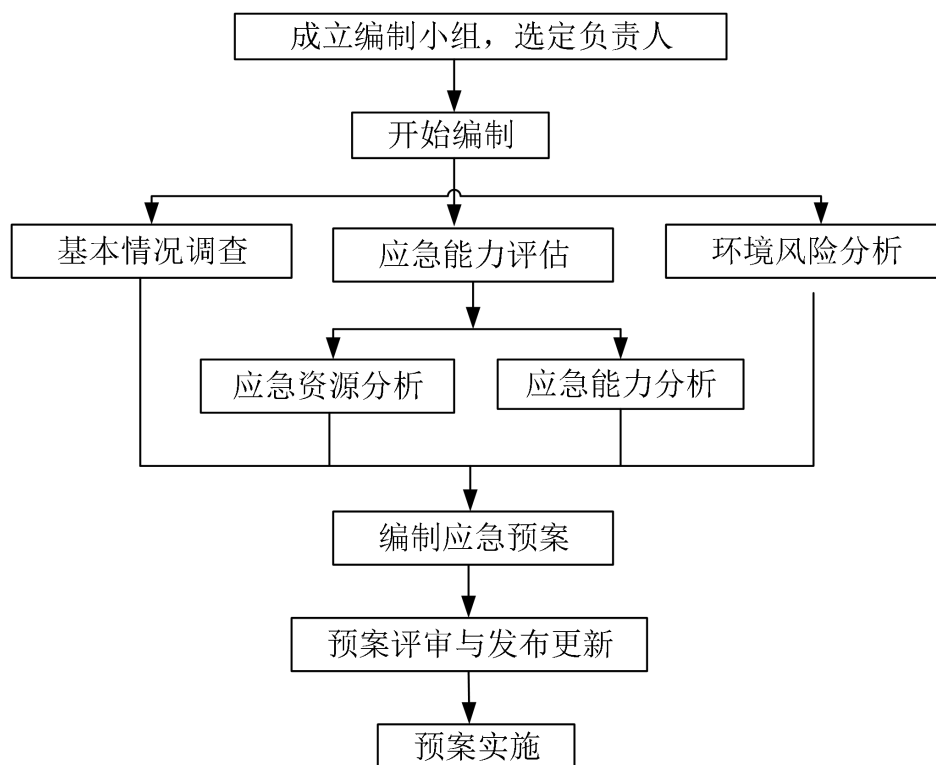 成立编制小组，选定负责人
开始编制
基本情况调查
应急能力评估
环境风险分析
应急资源分析
应急能力分析
编制应急预案
预案评审与发布更新
预案实施